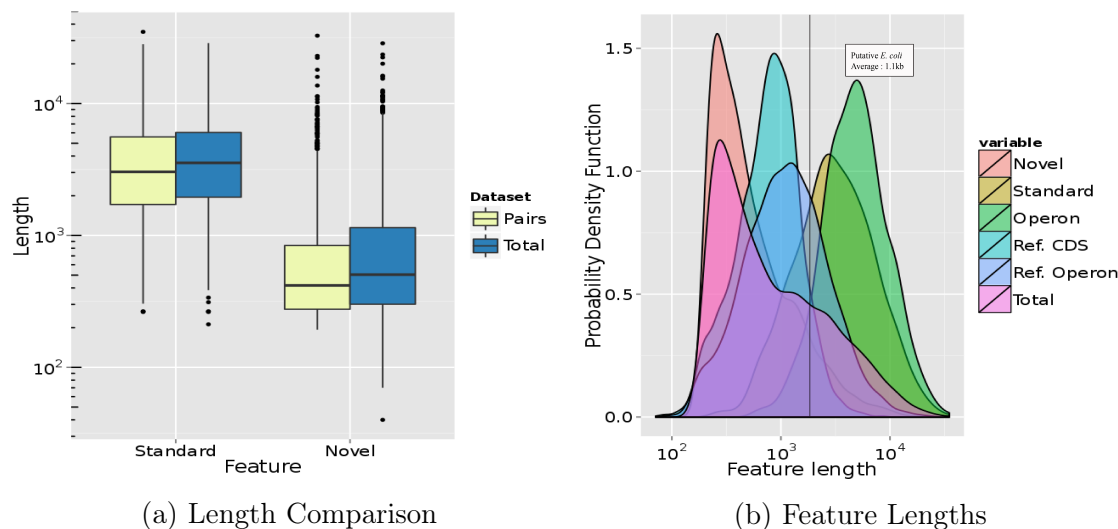 Length
10^4
10^3
10^2
Standard
Novel
Feature
Dataset
Pairs
Total
(a) Length Comparison
Probability Density Function
1.5
1.0
0.5
0.0
10^2
10^3
10^4
Feature length
Putative E. coli
Average : 1.1kb
variable
Novel
Standard
Operon
Ref. CDS
Ref. Operon
Total
(b) Feature Lengths